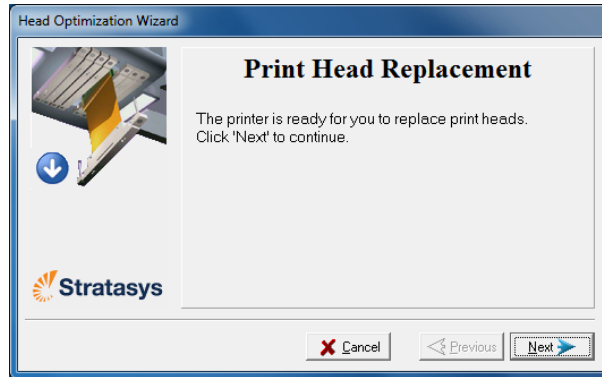 Head Optimization Wizard
Print Head Replacement
The printer is ready for you to replace print heads.
Click 'Next' to continue.
Stratasys
Cancel
Previous
Next